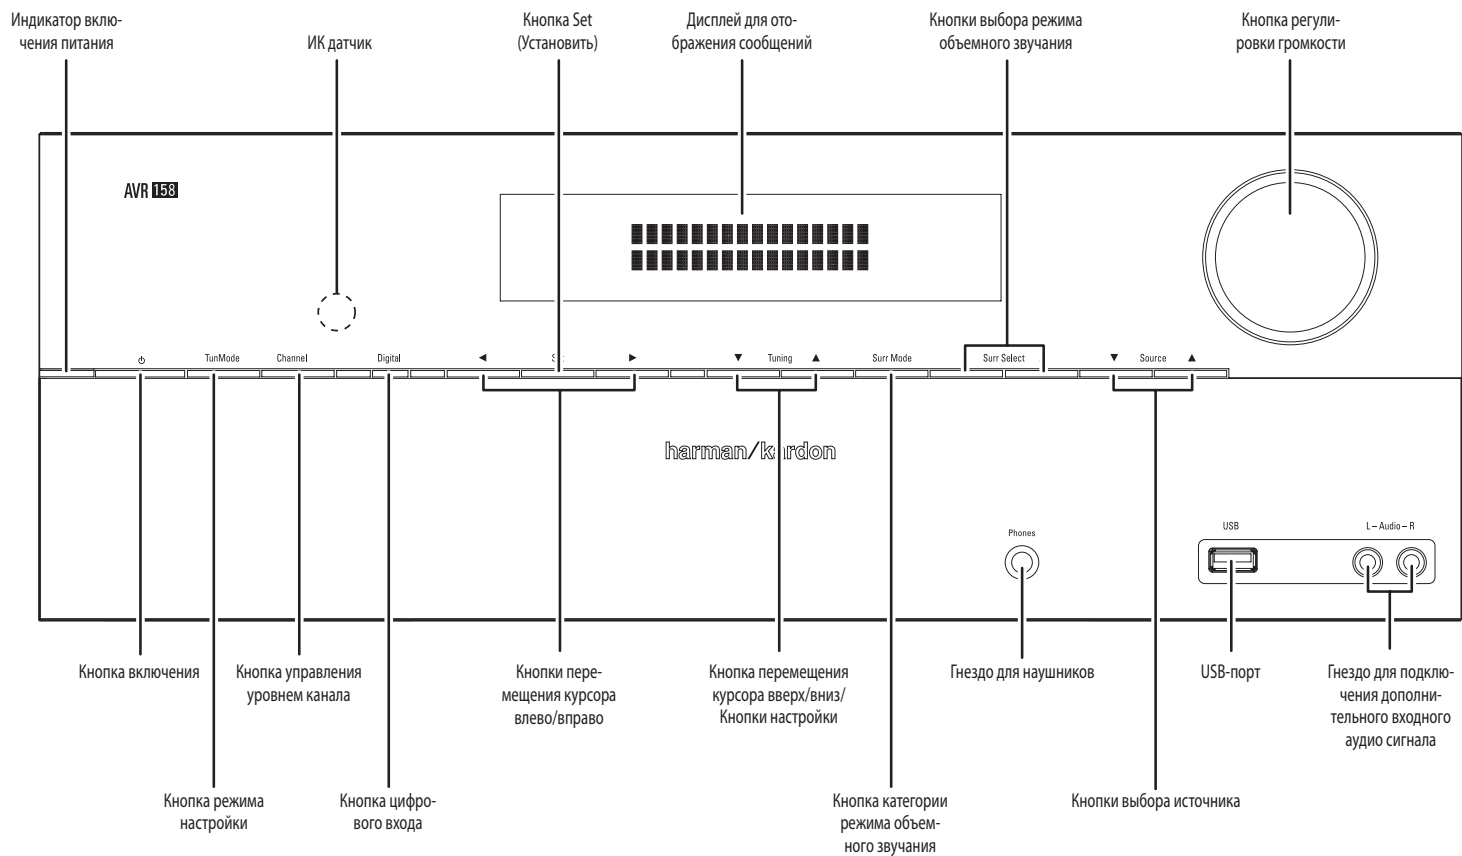 Индикатор вклю-
чения питания
ИК датчик
Кнопка Set
(Установить)
Дисплей для ото-
бражения сообщений
Кнопки выбора режима
объемного звучания
Кнопка регули-
ровки громкости
AVR 158
TunMode
Channel
Digital
Tuning
Surr Mode
Surr Select
Source
harman/kardon
Phones
USB
L – Audio – R
Кнопка включения
Кнопка управления
уровнем канала
Кнопки пере-
мещения курсора
влево/вправо
Кнопка перемещения
курсора вверх/вниз/
Кнопки настройки
Гнездо для наушников
USB-порт
Гнездо для подклю-
чения дополни-
тельного входного
аудио сигнала
Кнопка режима
настройки
Кнопка цифро-
вого входа
Кнопка категории
режима объем-
ного звучания
Кнопки выбора источника